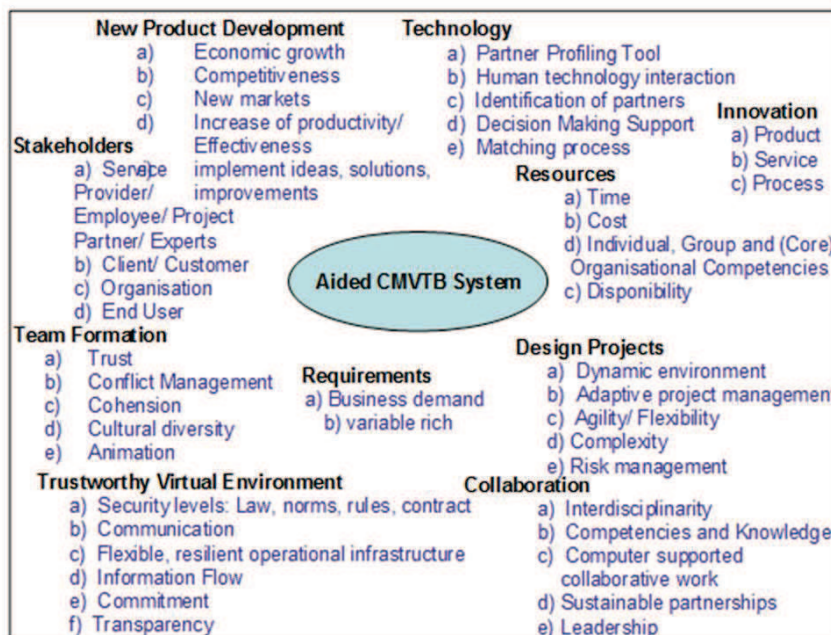 New Product Development
a) Economic growth
b) Competitiveness
c) New markets
d) Increase of productivity/
Effectiveness
e) implement ideas, solutions,
improvements
Technology
a) Partner Profiling Tool
b) Human technology interaction
c) Identification of partners
d) Decision Making Support
e) Matching process
Innovation
a) Product
b) Service
c) Process
Stakeholders
a) Service
Provider/
Employee/ Project
Partner/ Experts
b) Client/ Customer
c) Organisation
d) End User
Resources
a) Time
b) Cost
d) Individual, Group and (Core)
Organisational Competencies
c) Disponibility
Aided CMVTB System
Team Formation
a) Trust
b) Conflict Management
c) Cohension
d) Cultural diversity
e) Animation
Requirements
a) Business demand
b) variable rich
Design Projects
a) Dynamic environment
b) Adaptive project management
c) Agility/ Flexibility
d) Complexity
e) Risk management
Trustworthy Virtual Environment
a) Security levels: Law, norms, rules, contract
b) Communication
c) Flexible, resilient operational infrastructure
d) Information Flow
e) Commitment
f) Transparency
Collaboration
a) Interdisciplinarity
b) Competencies and Knowledge
c) Computer supported
collaborative work
d) Sustainable partnerships
e) Leadership